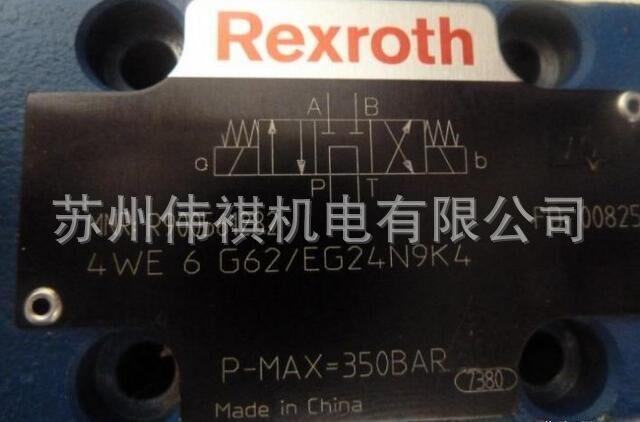 Rexroth
A B
a b
P T
苏州伟祺机电有限公司
4WE 6 G62/EG24N9K4
P-MAX=350BAR
7380
Made in China